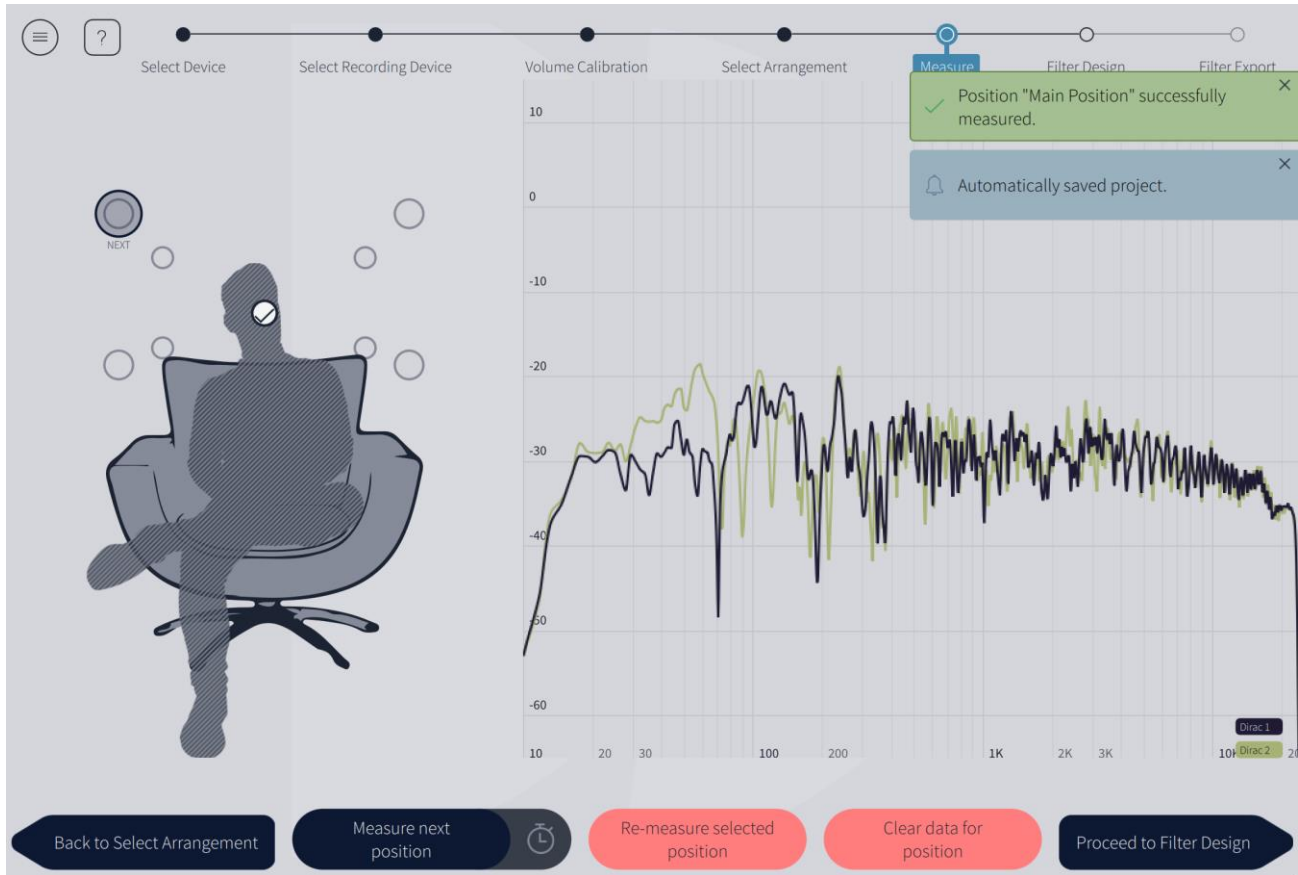 ?
Select Device
Select Recording Device
Volume Calibration
Select Arrangement
Measure
Filter Design
Filter Export
Position "Main Position" successfully
measured.
Automatically saved project.
NEXT
10
0
-10
-20
-30
-40
-50
-60
10 20 30 100 200 1K 2K 3K 10k 20
Dirac 1
Dirac 2
Back to Select Arrangement
Measure next
position
Re-measure selected
position
Clear data for
position
Proceed to Filter Design